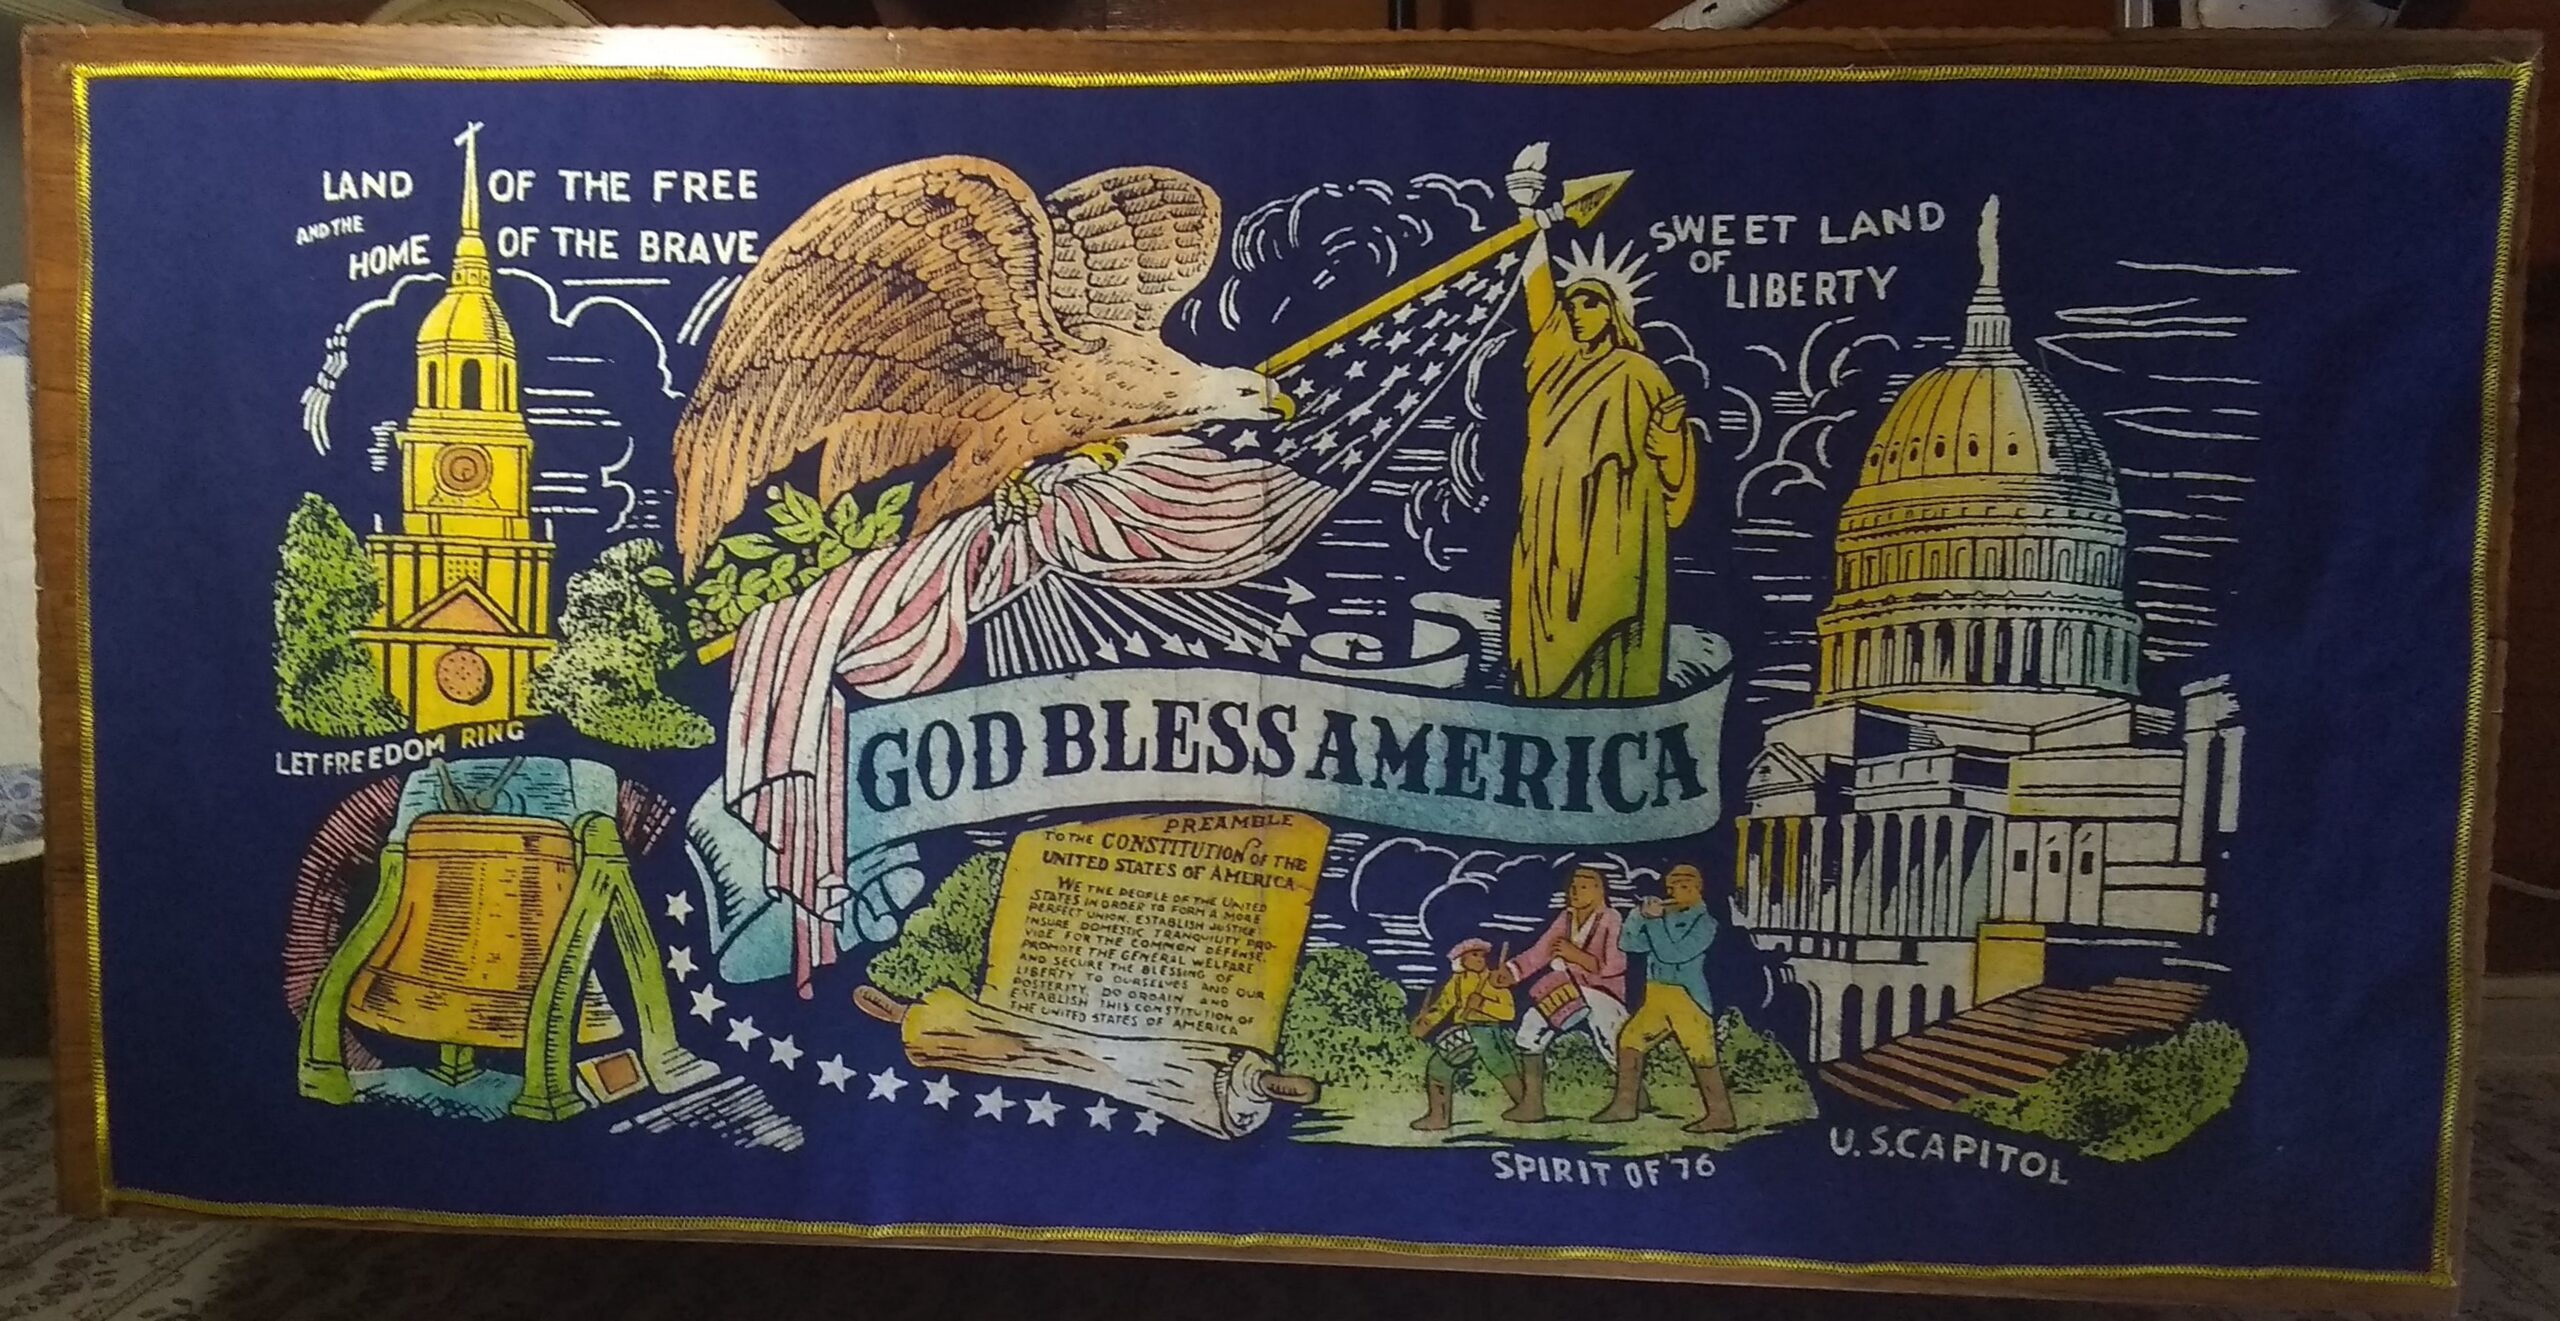 LAND OF THE FREE
AND THE
HOME OF THE BRAVE
SWEET LAND
OF
LIBERTY
LET FREEDOM RING
GOD BLESS AMERICA
PREAMBLE
TO THE CONSTITUTION OF THE
UNITED STATES OF AMERICA
WE THE PEOPLE OF THE UNITED
STATES IN ORDER TO FORM A MORE
PERFECT UNION, ESTABLISH JUSTICE
INSURE DOMESTIC TRANQUITY PRO-
VIDE FOR THE COMMON DEFENSE,
PROMOTE THE GENERAL WELFARE
AND SECURE THE BLESSING OF
LIBERTY TO OURSELVES AND OUR
POSTERITY, DO ORDAIN AND
ESTABLISH THIS CONSTITUTION OF
THE UNITED STATES OF AMERICA
SPIRIT OF '76
U.S. CAPITOL